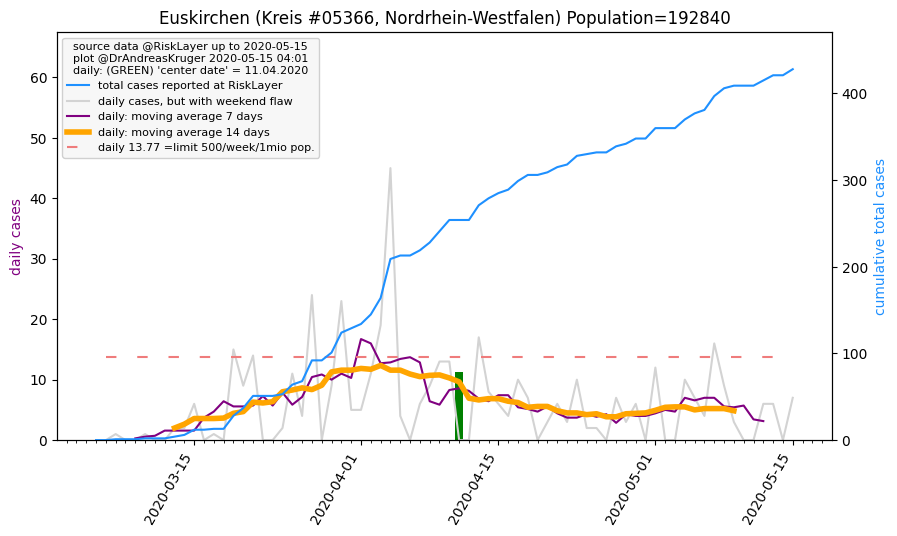 Euskirchen (Kreis #05366, Nordrhein-Westfalen) Population=192840
source data @RiskLayer up to 2020-05-15
plot @DrAndreasKruger 2020-05-15 04:01
daily: (GREEN) 'center date' = 11.04.2020
total cases reported at RiskLayer
daily cases, but with weekend flaw
daily: moving average 7 days
daily: moving average 14 days
daily 13.77 =limit 500/week/1mio pop.
daily cases
60
50
40
30
20
10
0
cumulative total cases
400
300
200
100
0
2020-03-15
2020-04-01
2020-04-15
2020-05-01
2020-05-15